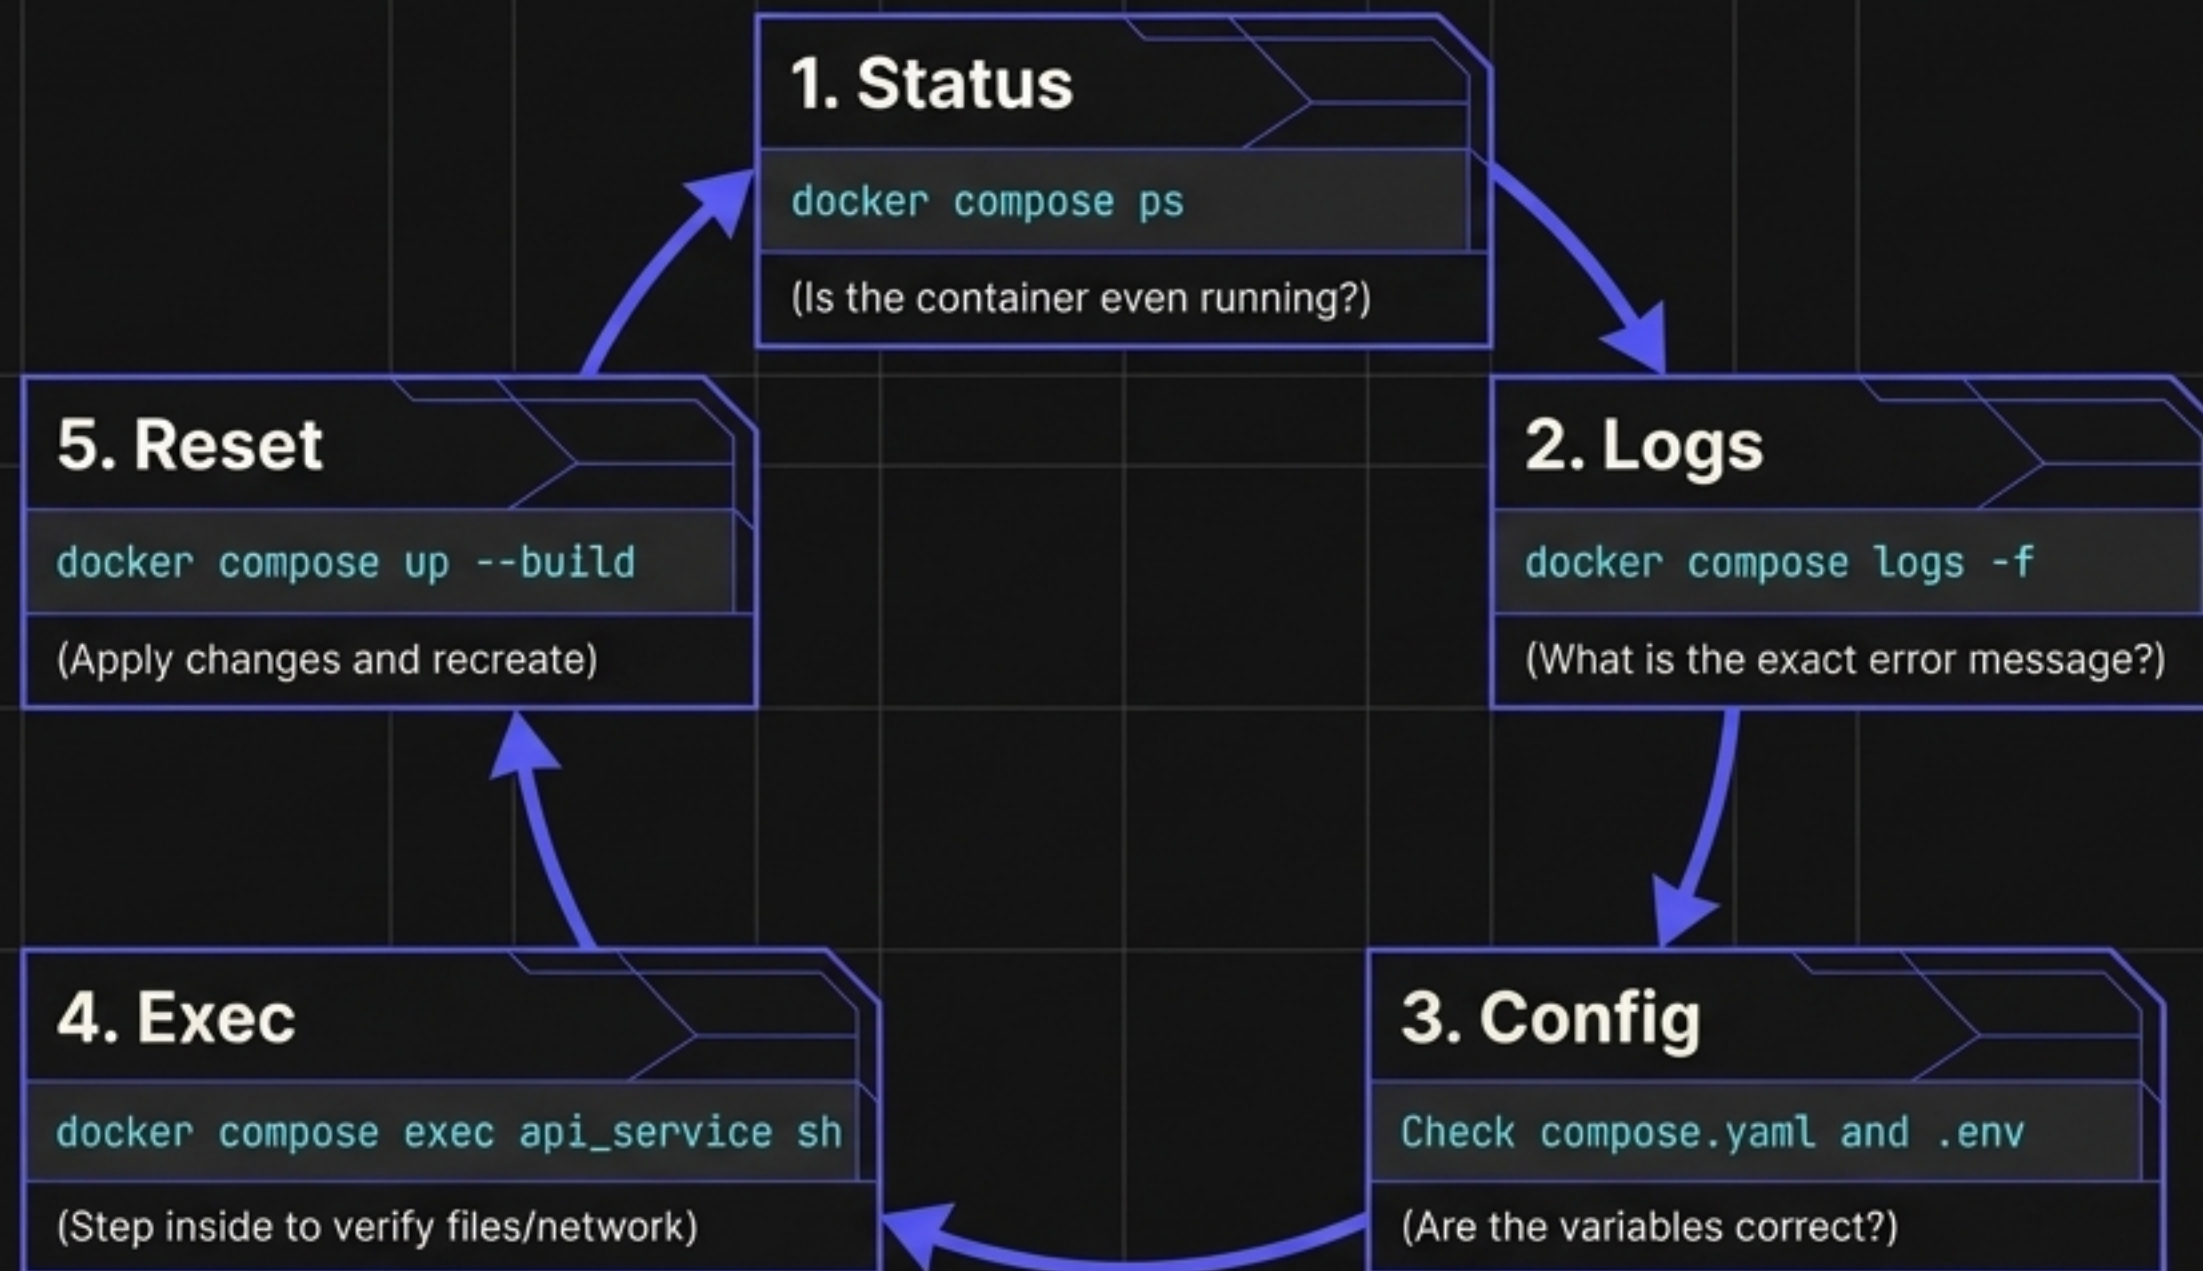 1. Status
docker compose ps
(Is the container even running?)
2. Logs
docker compose logs -f
(What is the exact error message?)
3. Config
Check compose.yaml and .env
(Are the variables correct?)
4. Exec
docker compose exec api_service sh
(Step inside to verify files/network)
5. Reset
docker compose up --build
(Apply changes and recreate)